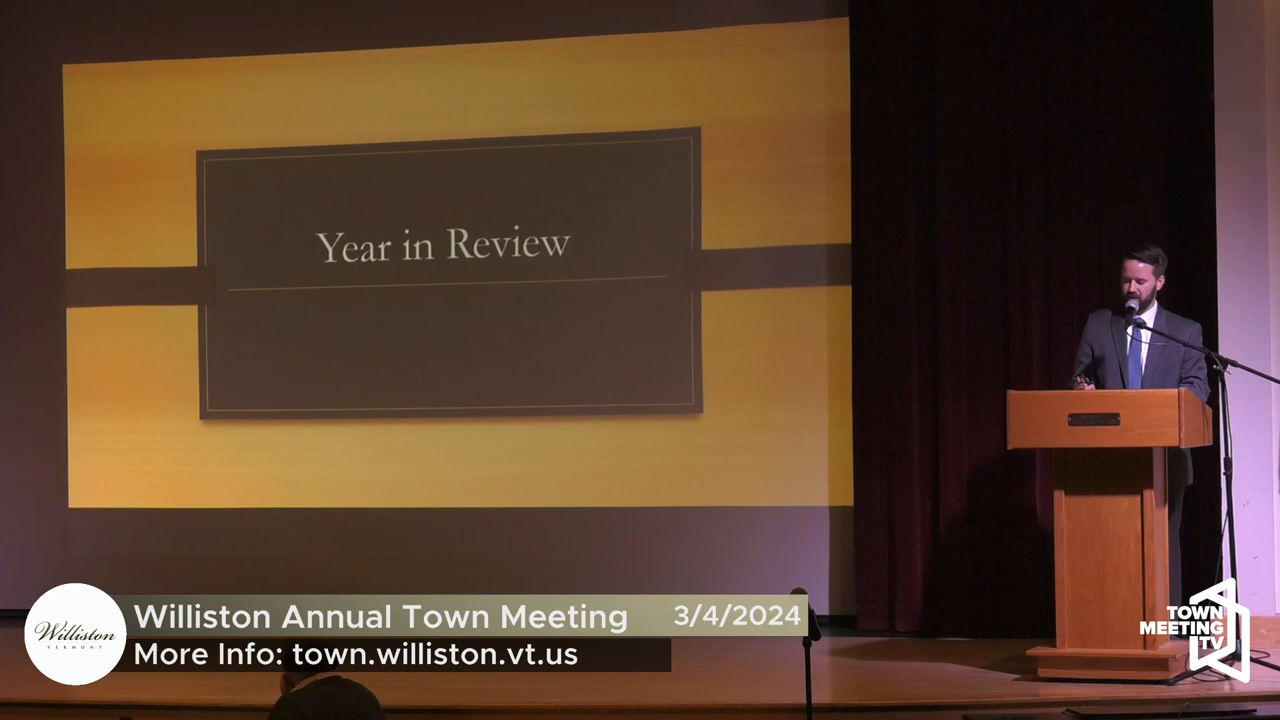 Year in Review
Williston Annual Town Meeting 3/4/2024
More Info: town.williston.vt.us
Williston
VERMONT
TOWN
MEETING
TV